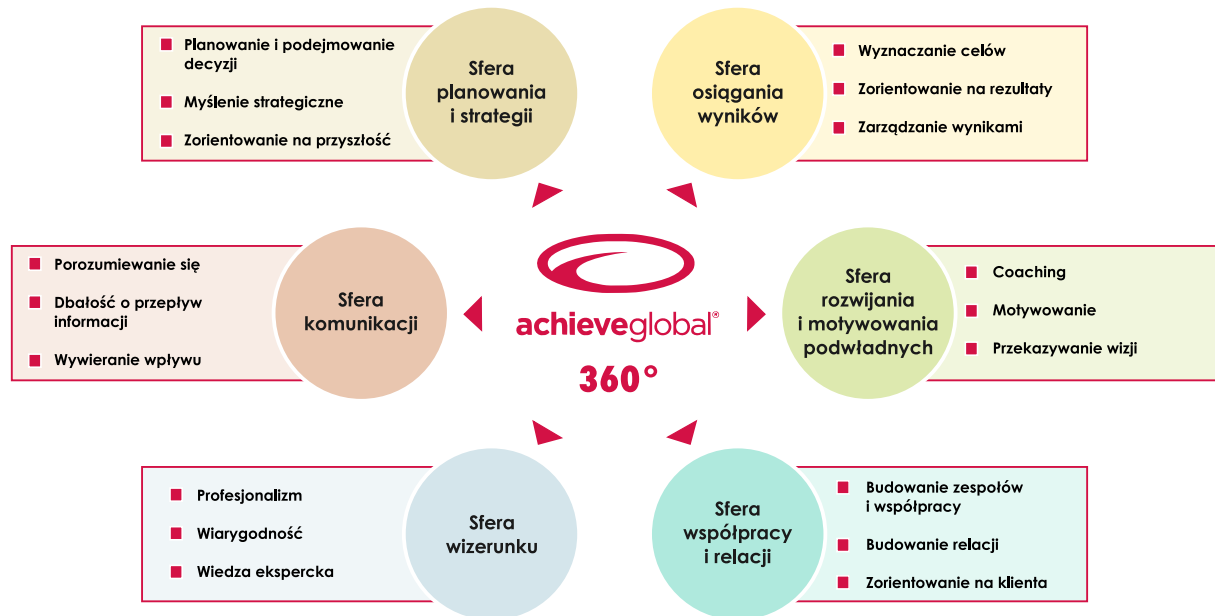 Planowanie i podejmowanie
decyzji
Myślenie strategiczne
Zorientowanie na przyszłość
Sfera
planowania
i strategii
Sfera
osiągania
wyników
Wyznaczanie celów
Zorientowanie na rezultaty
Zarządzanie wynikami
Porozumiewanie się
Dbałość o przepływ
informacji
Wywieranie wpływu
Sfera
komunikacji
achieveglobal®
360°
Sfera
rozwijania
i motywowania
podwładnych
Coaching
Motywowanie
Przekazywanie wizji
Profesjonalizm
Wiarygodność
Wiedza ekspercka
Sfera
wizerunku
Sfera
współpracy
i relacji
Budowanie zespołów
i współpracy
Budowanie relacji
Zorientowanie na klienta